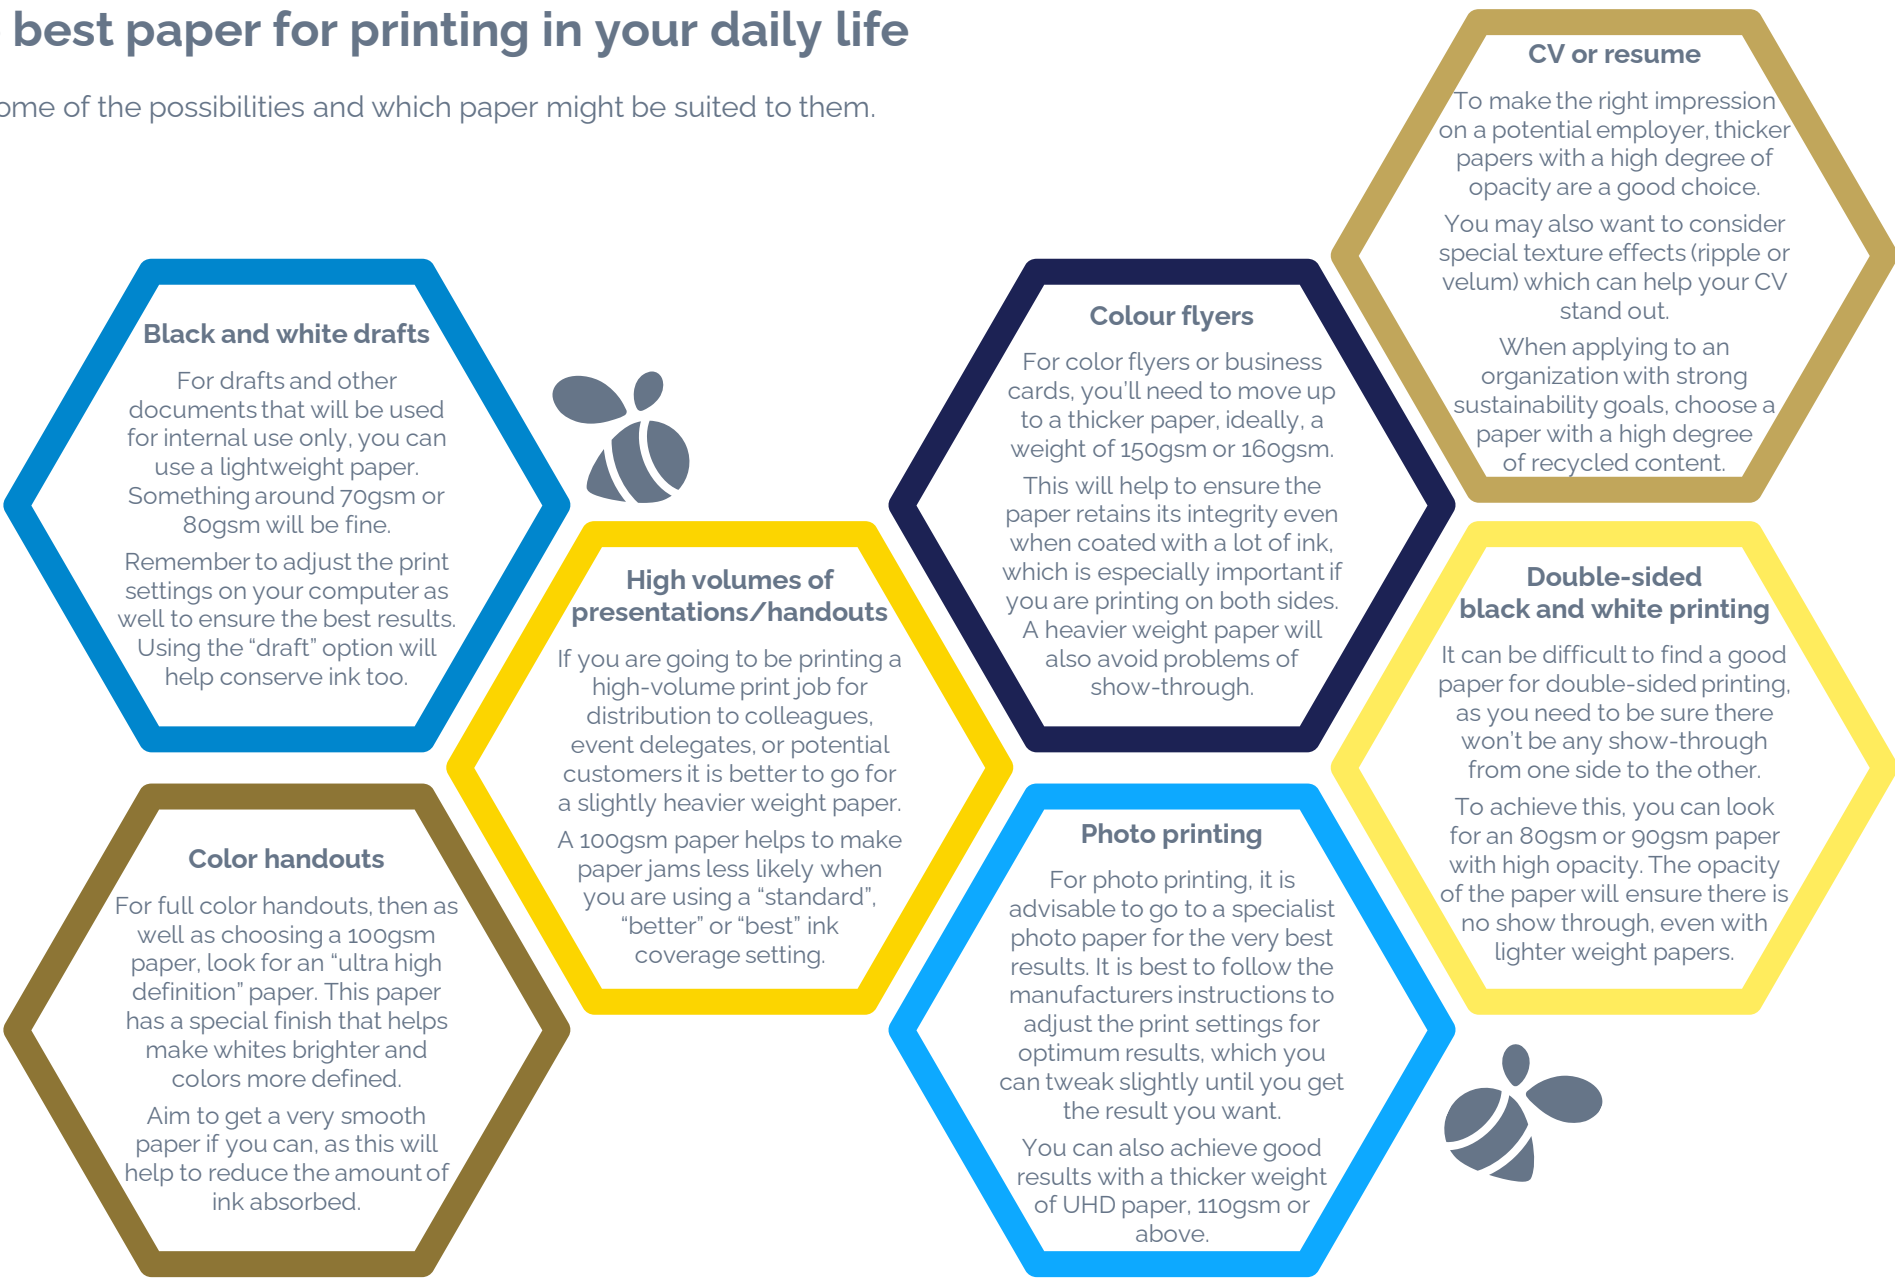 best paper for printing in your daily life
ome of the possibilities and which paper might be suited to them.
Black and white drafts
For drafts and other
documents that will be used
for internal use only, you can
use a lightweight paper.
Something around 70gsm or
80gsm will be fine.
Remember to adjust the print
settings on your computer as
well to ensure the best results.
Using the “draft” option will
help conserve ink too.
Color handouts
For full color handouts, then as
well as choosing a 100gsm
paper, look for an “ultra high
definition” paper. This paper
has a special finish that helps
make whites brighter and
colors more defined.
Aim to get a very smooth
paper if you can, as this will
help to reduce the amount of
ink absorbed.
High volumes of
presentations/handouts
If you are going to be printing a
high-volume print job for
distribution to colleagues,
event delegates, or potential
customers it is better to go for
a slightly heavier weight paper.
A 100gsm paper helps to make
paper jams less likely when
you are using a “standard”,
“better” or “best” ink
coverage setting.
Colour flyers
For color flyers or business
cards, you’ll need to move up
to a thicker paper, ideally, a
weight of 150gsm or 160gsm.
This will help to ensure the
paper retains its integrity even
when coated with a lot of ink,
which is especially important if
you are printing on both sides.
A heavier weight paper will
also avoid problems of
show-through.
Photo printing
For photo printing, it is
advisable to go to a specialist
photo paper for the very best
results. It is best to follow the
manufacturers instructions to
adjust the print settings for
optimum results, which you
can tweak slightly until you get
the result you want.
You can also achieve good
results with a thicker weight
of UHD paper, 110gsm or
above.
CV or resume
To make the right impression
on a potential employer, thicker
papers with a high degree of
opacity are a good choice.
You may also want to consider
special texture effects (ripple or
velum) which can help your CV
stand out.
When applying to an
organization with strong
sustainability goals, choose a
paper with a high degree
of recycled content.
Double-sided
black and white printing
It can be difficult to find a good
paper for double-sided printing,
as you need to be sure there
won’t be any show-through
from one side to the other.
To achieve this, you can look
for an 80gsm or 90gsm paper
with high opacity. The opacity
of the paper will ensure there is
no show through, even with
lighter weight papers.